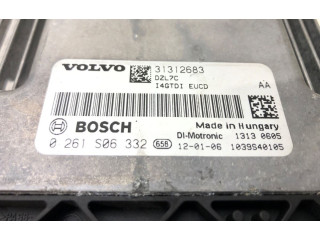 VOLVO 31312683
DZL7C
I4GTDI EUCD AA
Made in Hungary
BOSCH DI-Motronic 1313 0605
0 261 S06 332 658 12-01-06 1039S40105